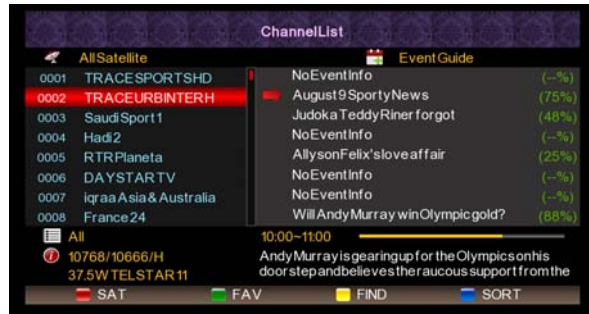 ChannelList
AllSatellite EventGuide
0001 TRACESPORTSHD NoEventInfo (--%)
0002 TRACEURBINTERH August9SportyNews (75%)
0003 SaudiSport1 JudokaTeddyRinerforgot (48%)
0004 Hadi2 NoEventInfo (--%)
0005 RTRPlaneta AllysonFelix'sloveaffair (25%)
0006 DAYSTARTV NoEventInfo (--%)
0007 iqraaAsia&Australia NoEventInfo (--%)
0008 France24 WillAndyMurray winOlympicgold? (88%)
All 10:00~11:00
10768/10666/H AndyMurrayisgearingupfortheOlympicsonhis
37.5WTELSTAR11 doorstepandbelievestheraucoussupportfromthe
SAT FAV FIND SORT